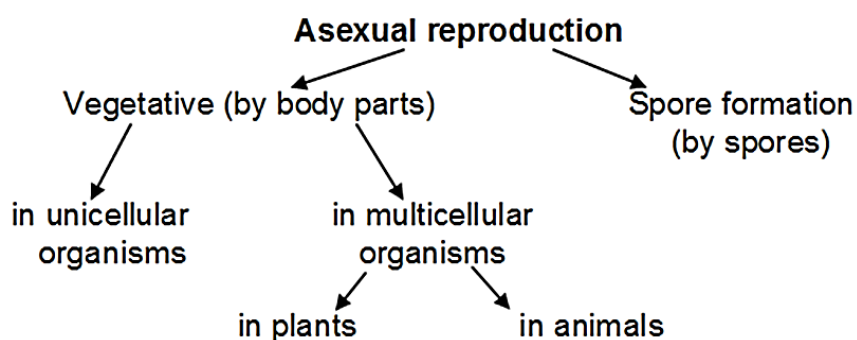 Asexual reproduction
Vegetative (by body parts)
Spore formation
(by spores)
in unicellular
organisms
in multicellular
organisms
in plants
in animals